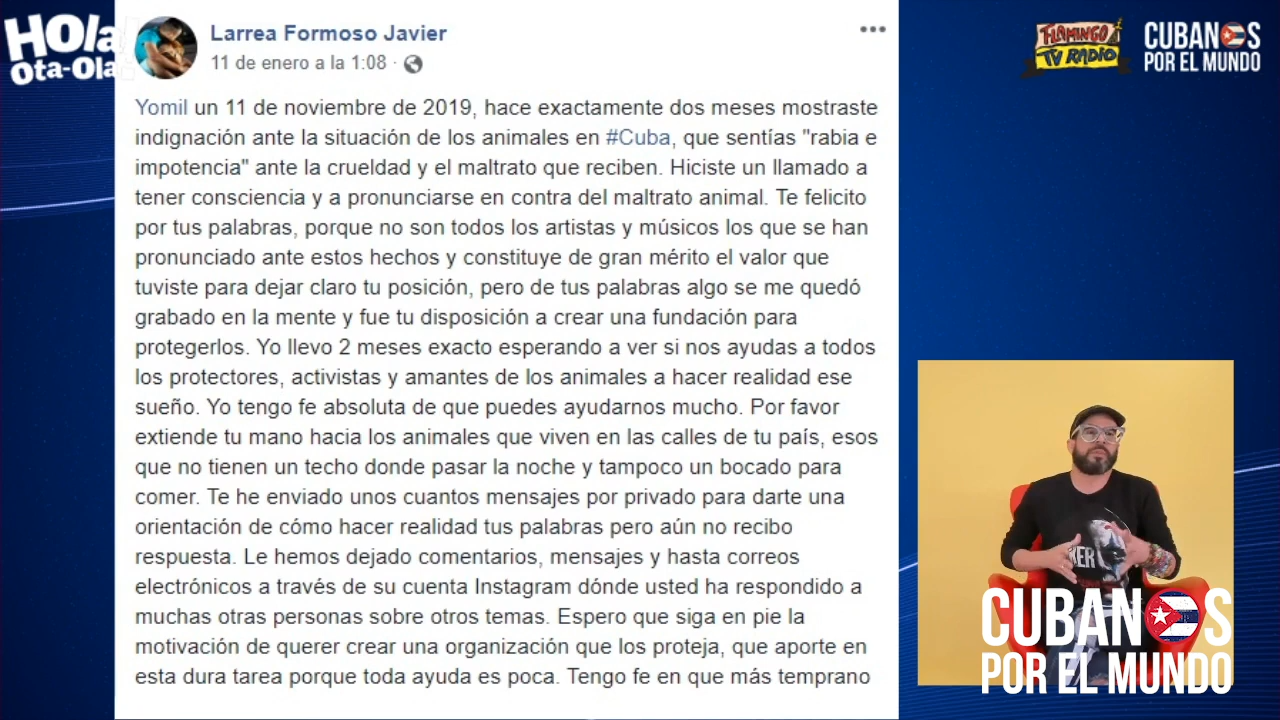 Hola!
Ota-Ola!
Larrea Formoso Javier
11 de enero a la 1:08 ·
Yomil un 11 de noviembre de 2019, hace exactamente dos meses mostraste
indignación ante la situación de los animales en #Cuba, que sentías "rabia e
impotencia" ante la crueldad y el maltrato que reciben. Hiciste un llamado a
tener consciencia y a pronunciarse en contra del maltrato animal. Te felicito
por tus palabras, porque no son todos los artistas y músicos los que se han
pronunciado ante estos hechos y constituye de gran mérito el valor que
tuviste para dejar claro tu posición, pero de tus palabras algo se me quedó
grabado en la mente y fue tu disposición a crear una fundación para
protegerlos. Yo llevo 2 meses exacto esperando a ver si nos ayudas a todos
los protectores, activistas y amantes de los animales a hacer realidad ese
sueño. Yo tengo fe absoluta de que puedes ayudarnos mucho. Por favor
extiende tu mano hacia los animales que viven en las calles de tu país, esos
que no tienen un techo donde pasar la noche y tampoco un bocado para
comer. Te he enviado unos cuantos mensajes por privado para darte una
orientación de cómo hacer realidad tus palabras pero aún no recibo
respuesta. Le hemos dejado comentarios, mensajes y hasta correos
electrónicos a través de su cuenta Instagram dónde usted ha respondido a
muchas otras personas sobre otros temas. Espero que siga en pie la
motivación de querer crear una organización que los proteja, que aporte en
esta dura tarea porque toda ayuda es poca. Tengo fe en que más temprano
FLAMINGO
TV RADIO
CUBANOS
POR EL MUNDO
CUBANOS
POR EL MUNDO